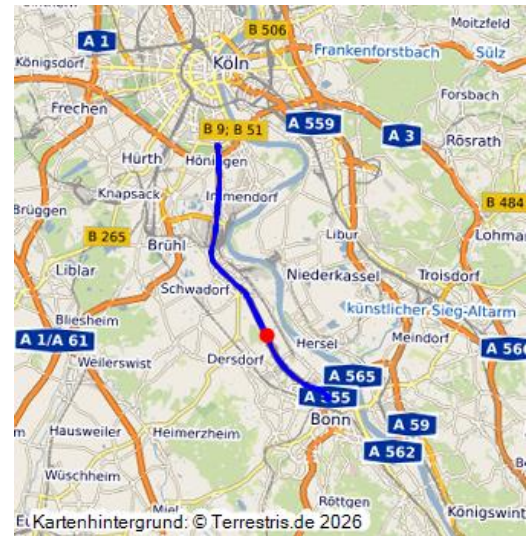 Moitzfeld
B 506
A 1
Köln
Frankenforstbach
Sülz
Königsdorf
Forsbach
Frechen
B 9; B 51
A 559
A 3
Rösrath
Hürth
Höningen
Knapsack
Immendorf
Brüggen
B 484
B 265
Libur
Lohmar
Brühl
Liblar
Niederkassel
Troisdorf
Schwadorf
künstlicher Sieg-Altarm
Bliesheim
Hersel
Meindorf
A 1/A 61
A 560
Weilerswist
Dersdorf
A 565
A 555
Bonn
A 59
Hausweiler
Heimerzheim
A 562
Wüschheim
Röttgen
Miel
Königswint
Kartenhintergrund: © Terrestris.de 2026